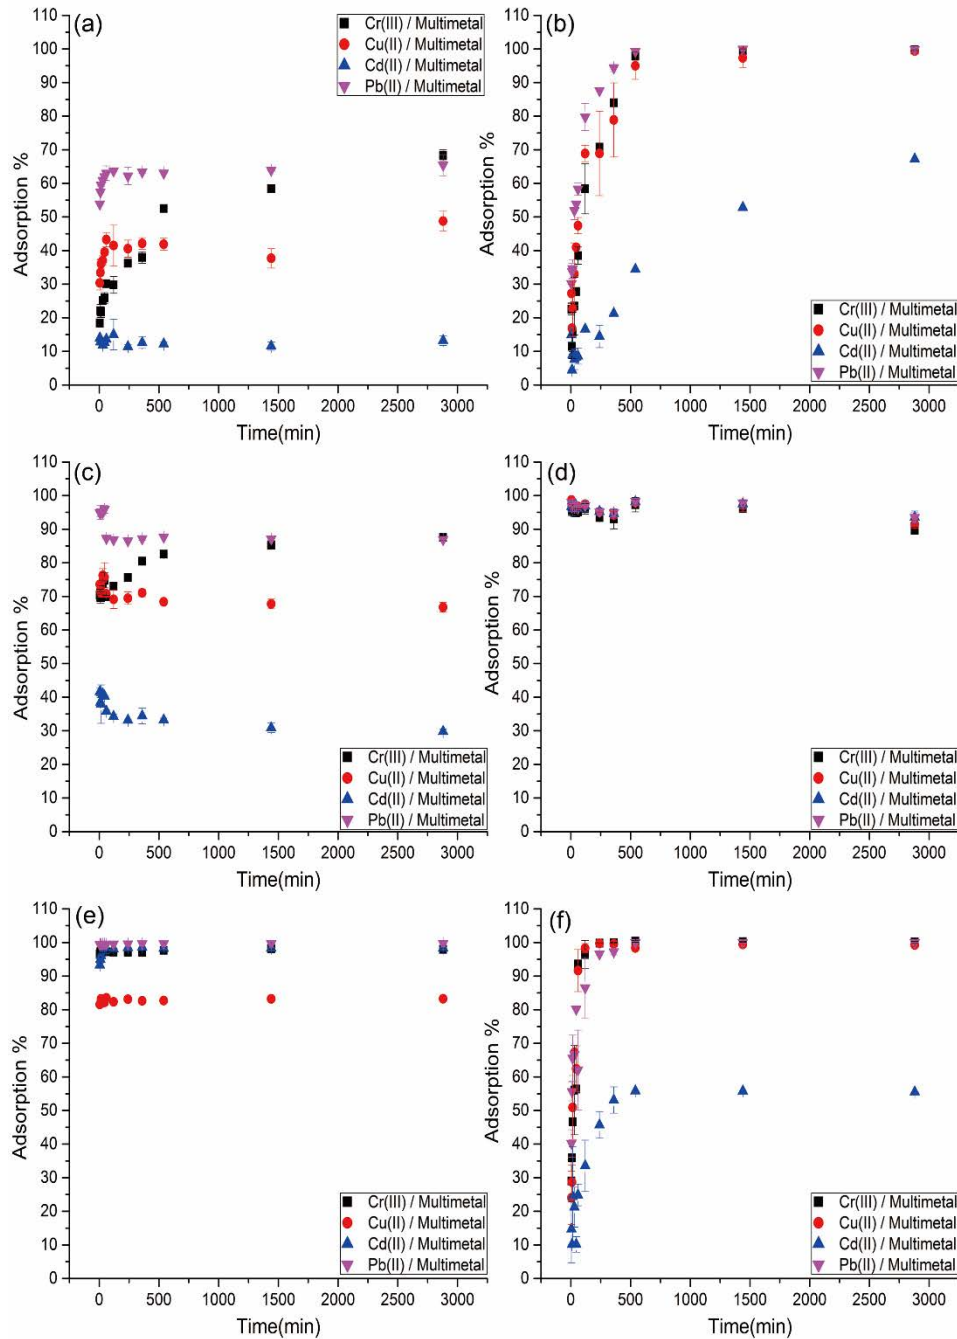 (a)
Cr(III) / Multimetal
Cu(II) / Multimetal
Cd(II) / Multimetal
Pb(II) / Multimetal
Adsorption %
110
100
90
80
70
60
50
40
30
20
10
0
0 500 1000 1500 2000 2500 3000
Time(min)
(b)
Cr(III) / Multimetal
Cu(II) / Multimetal
Cd(II) / Multimetal
Pb(II) / Multimetal
Adsorption %
110
100
90
80
70
60
50
40
30
20
10
0
0 500 1000 1500 2000 2500 3000
Time(min)
(c)
Cr(III) / Multimetal
Cu(II) / Multimetal
Cd(II) / Multimetal
Pb(II) / Multimetal
Adsorption %
110
100
90
80
70
60
50
40
30
20
10
0
0 500 1000 1500 2000 2500 3000
Time(min)
(d)
Cr(III) / Multimetal
Cu(II) / Multimetal
Cd(II) / Multimetal
Pb(II) / Multimetal
Adsorption %
110
100
90
80
70
60
50
40
30
20
10
0
0 500 1000 1500 2000 2500 3000
Time(min)
(e)
Cr(III) / Multimetal
Cu(II) / Multimetal
Cd(II) / Multimetal
Pb(II) / Multimetal
Adsorption %
110
100
90
80
70
60
50
40
30
20
10
0
0 500 1000 1500 2000 2500 3000
Time(min)
(f)
Cr(III) / Multimetal
Cu(II) / Multimetal
Cd(II) / Multimetal
Pb(II) / Multimetal
Adsorption %
110
100
90
80
70
60
50
40
30
20
10
0
0 500 1000 1500 2000 2500 3000
Time(min)